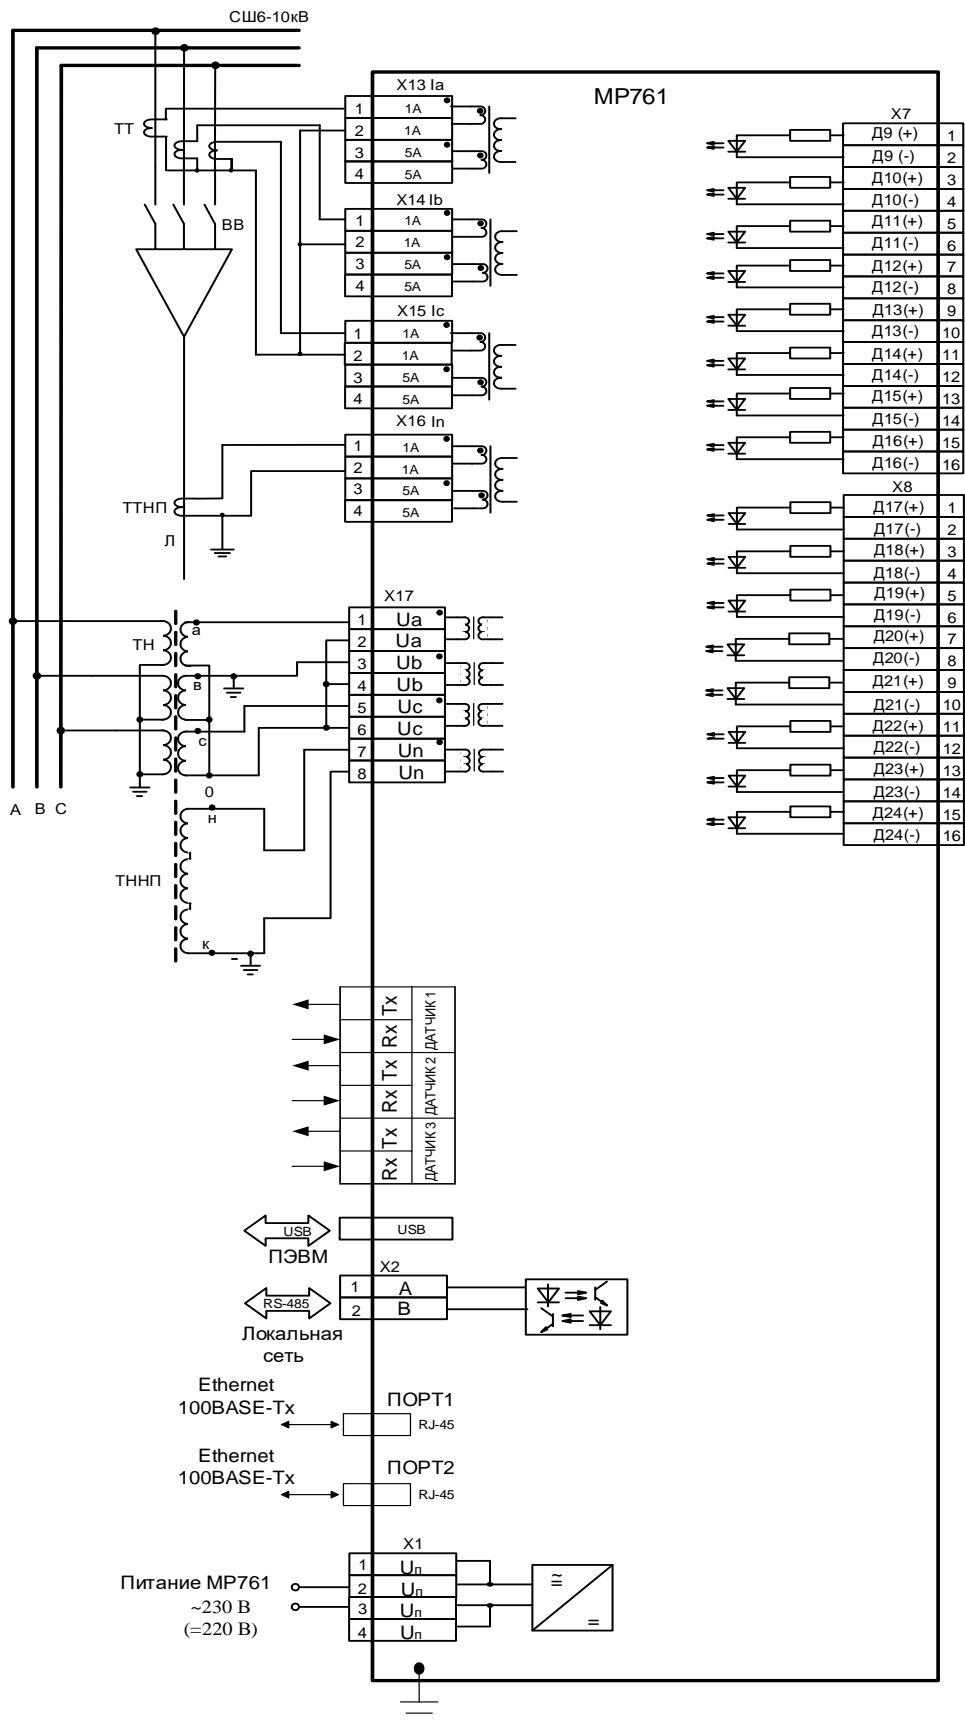 СШ6-10кВ
МР761
ТТ
ВВ
X13 Ia
1 1А
2 1А
3 5А
4 5А
X14 Ib
1 1А
2 1А
3 5А
4 5А
X15 Ic
1 1А
2 1А
3 5А
4 5А
X16 In
1 1А
2 1А
3 5А
4 5А
ТТНП
Л
X7
Д9 (+) 1
Д9 (-) 2
Д10(+) 3
Д10(-) 4
Д11(+) 5
Д11(-) 6
Д12(+) 7
Д12(-) 8
Д13(+) 9
Д13(-) 10
Д14(+) 11
Д14(-) 12
Д15(+) 13
Д15(-) 14
Д16(+) 15
Д16(-) 16
X8
Д17(+) 1
Д17(-) 2
Д18(+) 3
Д18(-) 4
Д19(+) 5
Д19(-) 6
Д20(+) 7
Д20(-) 8
Д21(+) 9
Д21(-) 10
Д22(+) 11
Д22(-) 12
Д23(+) 13
Д23(-) 14
Д24(+) 15
Д24(-) 16
X17
1 Ua
2 Ua
3 Ub
4 Ub
5 Uc
6 Uc
7 Un
8 Un
ТН
а
в
с
0
А В С
н
ТННП
к
Tx
Rx
ДАТЧИК 1
Tx
Rx
ДАТЧИК 2
Tx
Rx
ДАТЧИК 3
USB
USB
ПЭВМ
X2
1 A
2 B
RS-485
Локальная
сеть
Ethernet
100BASE-Tx
ПОРТ1
RJ-45
Ethernet
100BASE-Tx
ПОРТ2
RJ-45
X1
1 Uп
2 Uп
3 Uп
4 Uп
Питание МР761
~230 В
(=220 В)